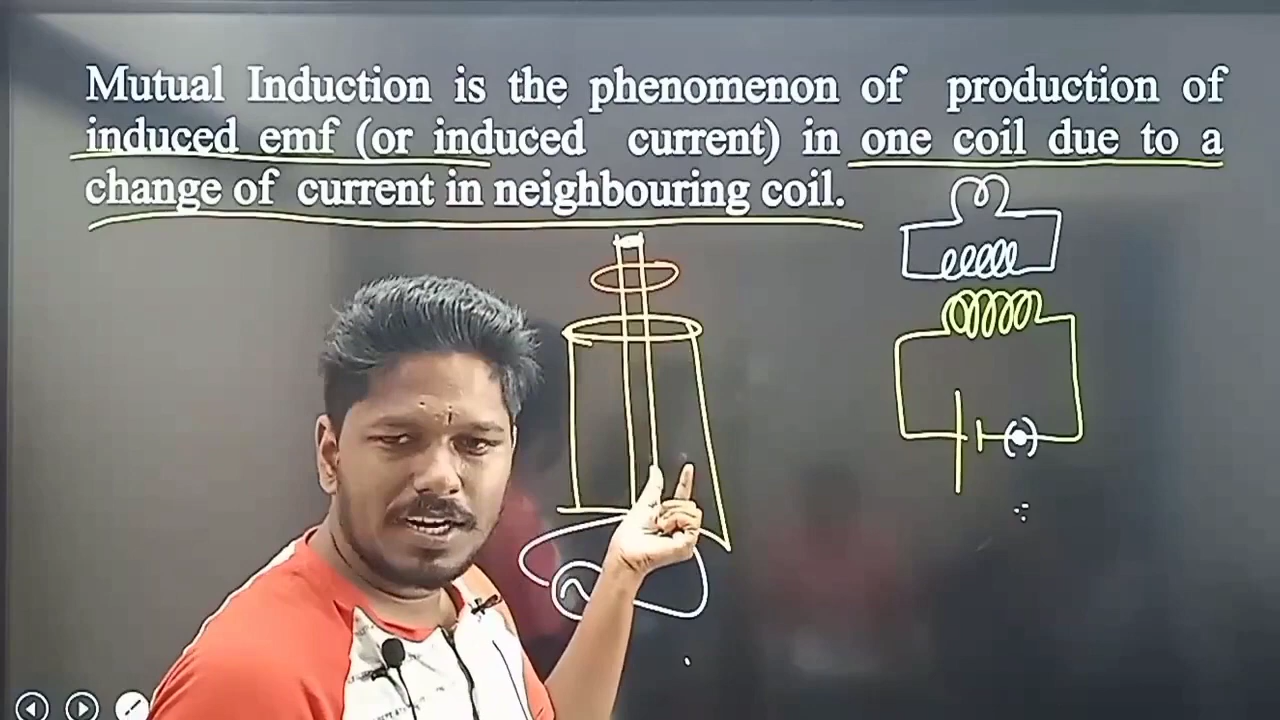 Mutual Induction is the phenomenon of production of
induced emf (or induced current) in one coil due to a
change of current in neighbouring coil.